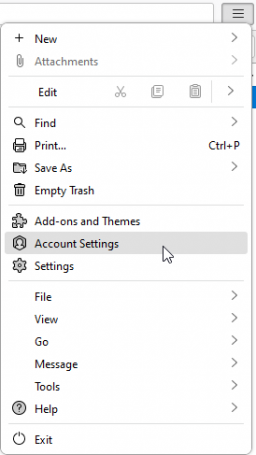 New
Attachments
Edit
Find
Print... Ctrl+P
Save As
Empty Trash
Add-ons and Themes
Account Settings
Settings
File
View
Go
Message
Tools
Help
Exit